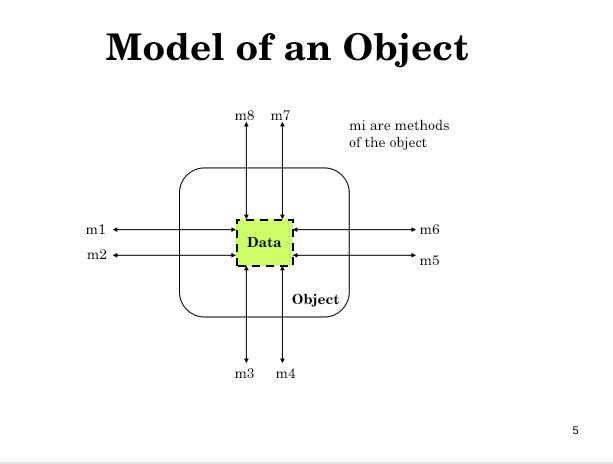 Model of an Object
m8 m7
mi are methods
of the object
m1
m6
Data
m2
m5
Object
m3 m4
5